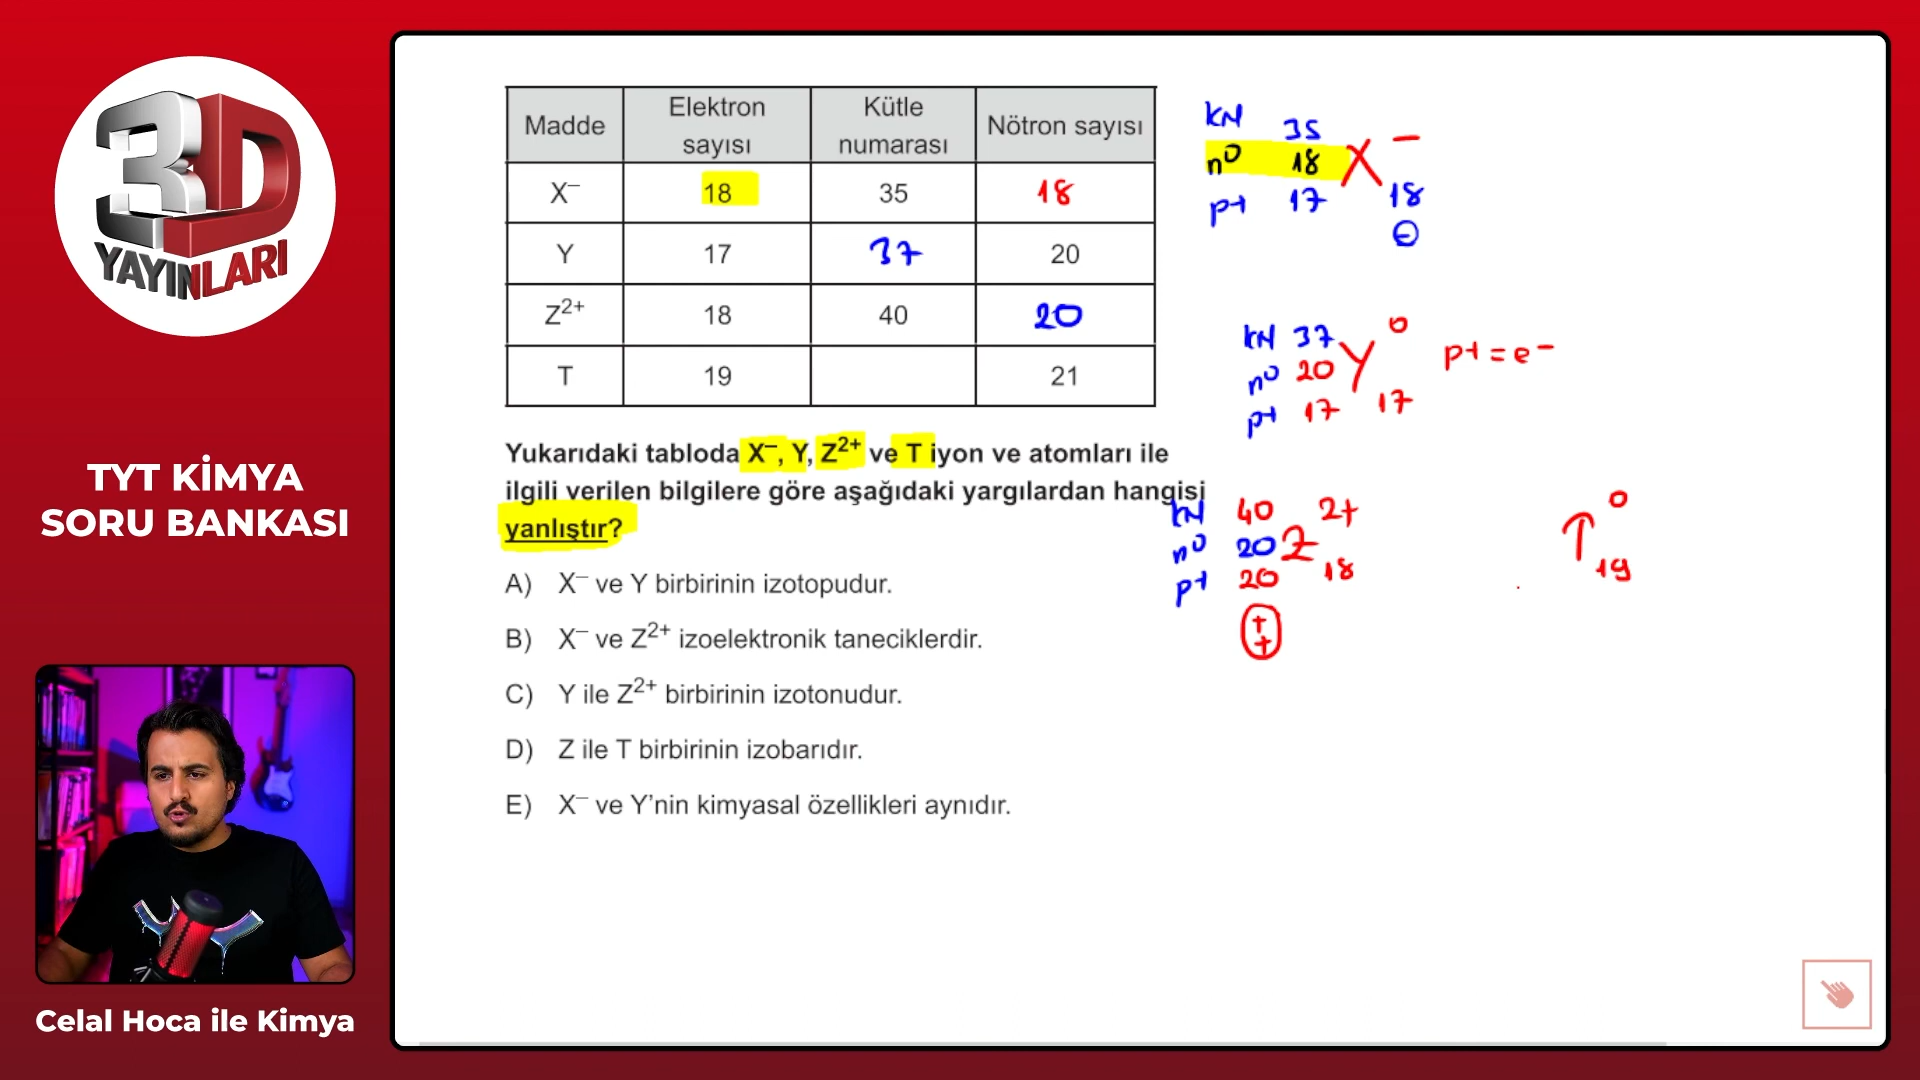 3D
YAYINLARI
TYT KİMYA
SORU BANKASI
Celal Hoca ile Kimya
Madde Elektron sayısı Kütle numarası Nötron sayısı
X⁻ 18 35 18
Y 17 37 20
Z²⁺ 18 40 20
T 19 21
Yukarıdaki tabloda X⁻, Y, Z²⁺ ve T iyon ve atomları ile
ilgili verilen bilgilere göre aşağıdaki yargılardan hangisi
yanlıştır?
A) X⁻ ve Y birbirinin izotopudur.
B) X⁻ ve Z²⁺ izoelektronik taneciklerdir.
C) Y ile Z²⁺ birbirinin izotonudur.
D) Z ile T birbirinin izobarıdır.
E) X⁻ ve Y'nin kimyasal özellikleri aynıdır.
kN 35 X −
n⁰ 18
p+ 17 18
⊖
kN 37 Y 0
n⁰ 20 p+ = e−
p+ 17 17
kN 40 Z 2+
n⁰ 20
p+ 20 18
+
+
T 0
19